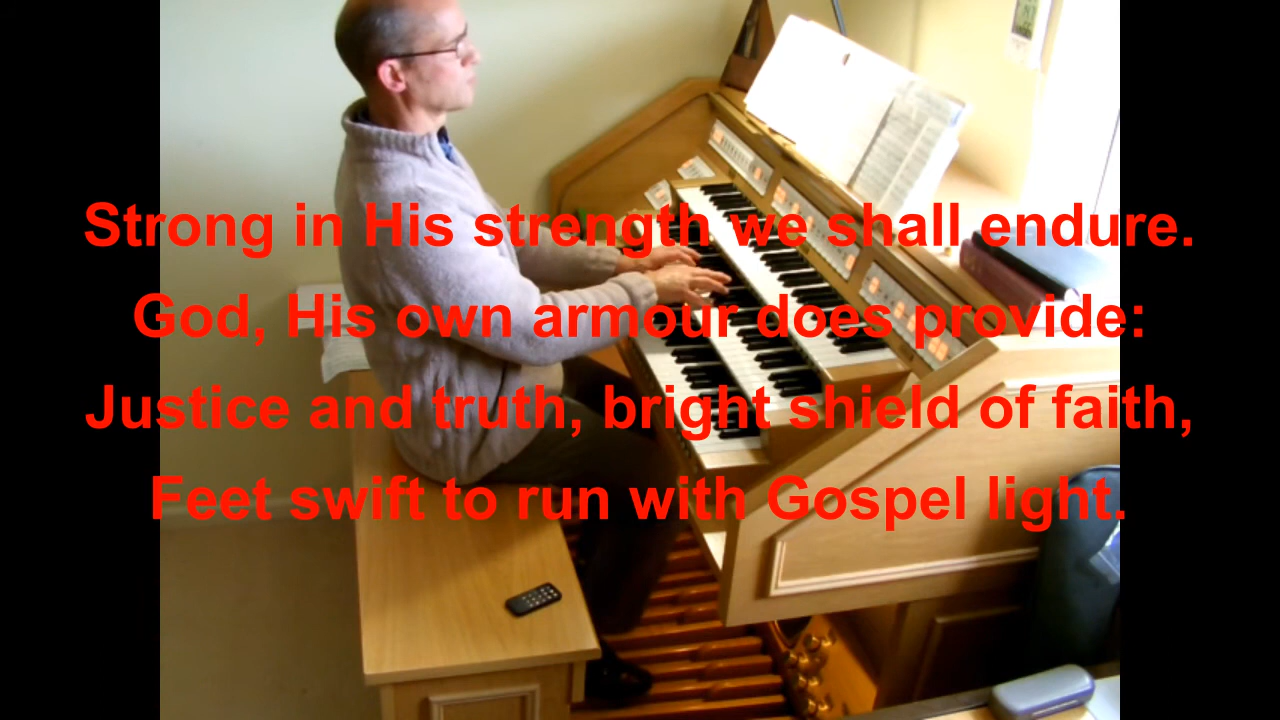 Strong in His strength we shall endure.
God, His own armour does provide:
Justice and truth, bright shield of faith,
Feet swift to run with Gospel light.